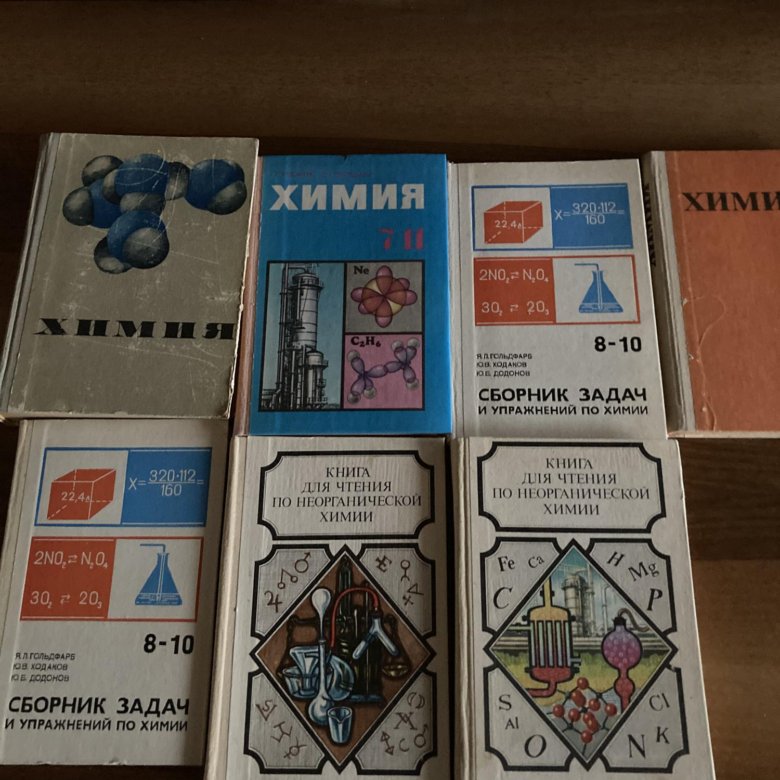 ХИМИЯ
ХИМИЯ
7 11
Ne
C₂H₆
22,4л
X=320·112/160=
2NO₂ ⇄ N₂O₄
3O₂ ⇄ 2O₃
8-10
Я.Л.ГОЛЬДФАРБ
Ю.В. ХОДАКОВ
Ю.Б. ДОДОНОВ
СБОРНИК ЗАДАЧ
И УПРАЖНЕНИЙ ПО ХИМИИ
ХИМИ
22,4л
X=320·112/160=
2NO₂ ⇄ N₂O₄
3O₂ ⇄ 2O₃
8-10
Я.Л.ГОЛЬДФАРБ
Ю.В. ХОДАКОВ
Ю.Б. ДОДОНОВ
СБОРНИК ЗАДАЧ
И УПРАЖНЕНИЙ ПО ХИМИИ
КНИГА
ДЛЯ ЧТЕНИЯ
ПО НЕОРГАНИЧЕСКОЙ
ХИМИИ
КНИГА
ДЛЯ ЧТЕНИЯ
ПО НЕОРГАНИЧЕСКОЙ
ХИМИИ
Fe Ca H Mg
C P
S Cl
Al K
O N